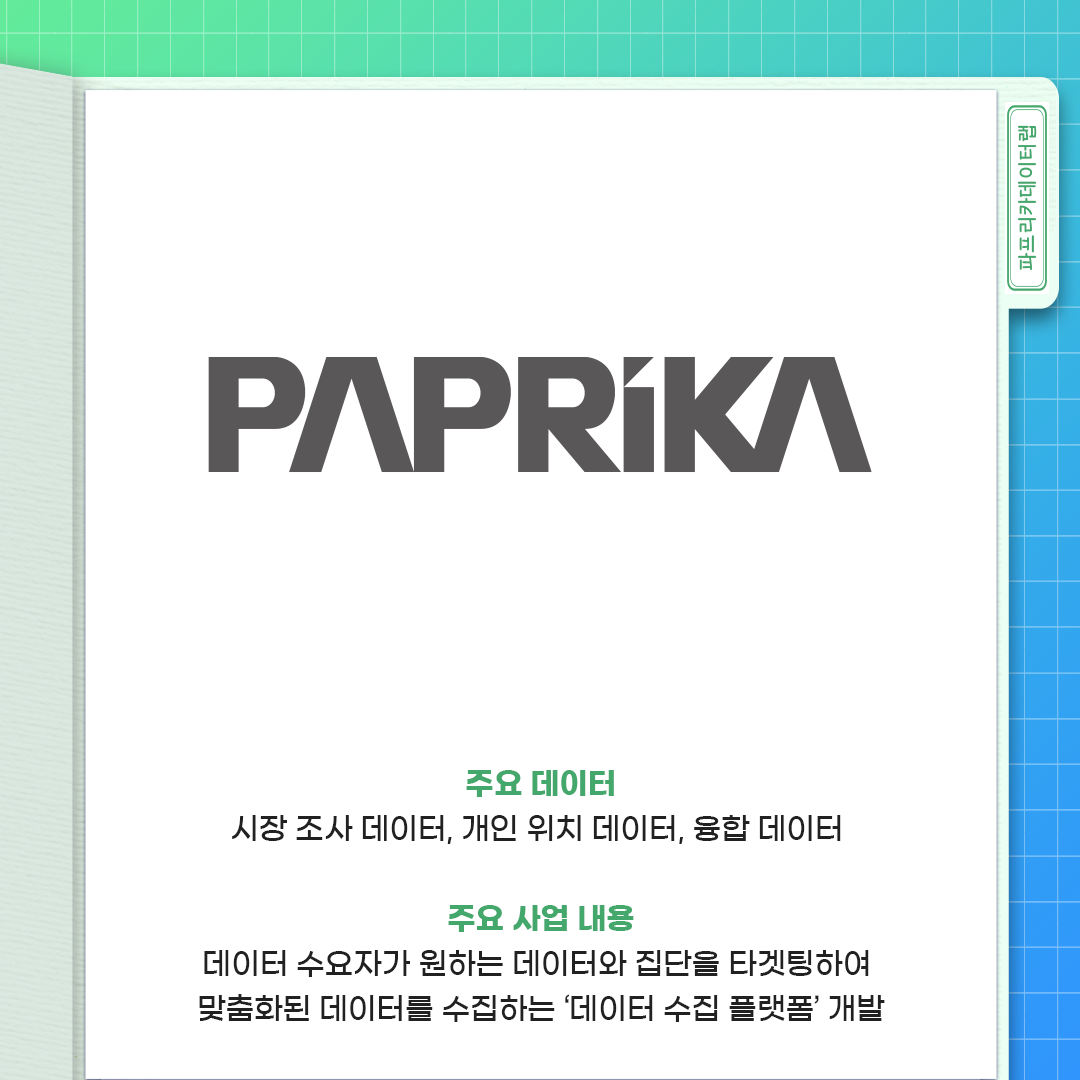 파프리카데이터랩
PAPRiKA
주요 데이터
시장 조사 데이터, 개인 위치 데이터, 융합 데이터
주요 사업 내용
데이터 수요자가 원하는 데이터와 집단을 타겟팅하여
맞춤화된 데이터를 수집하는 ‘데이터 수집 플랫폼’ 개발